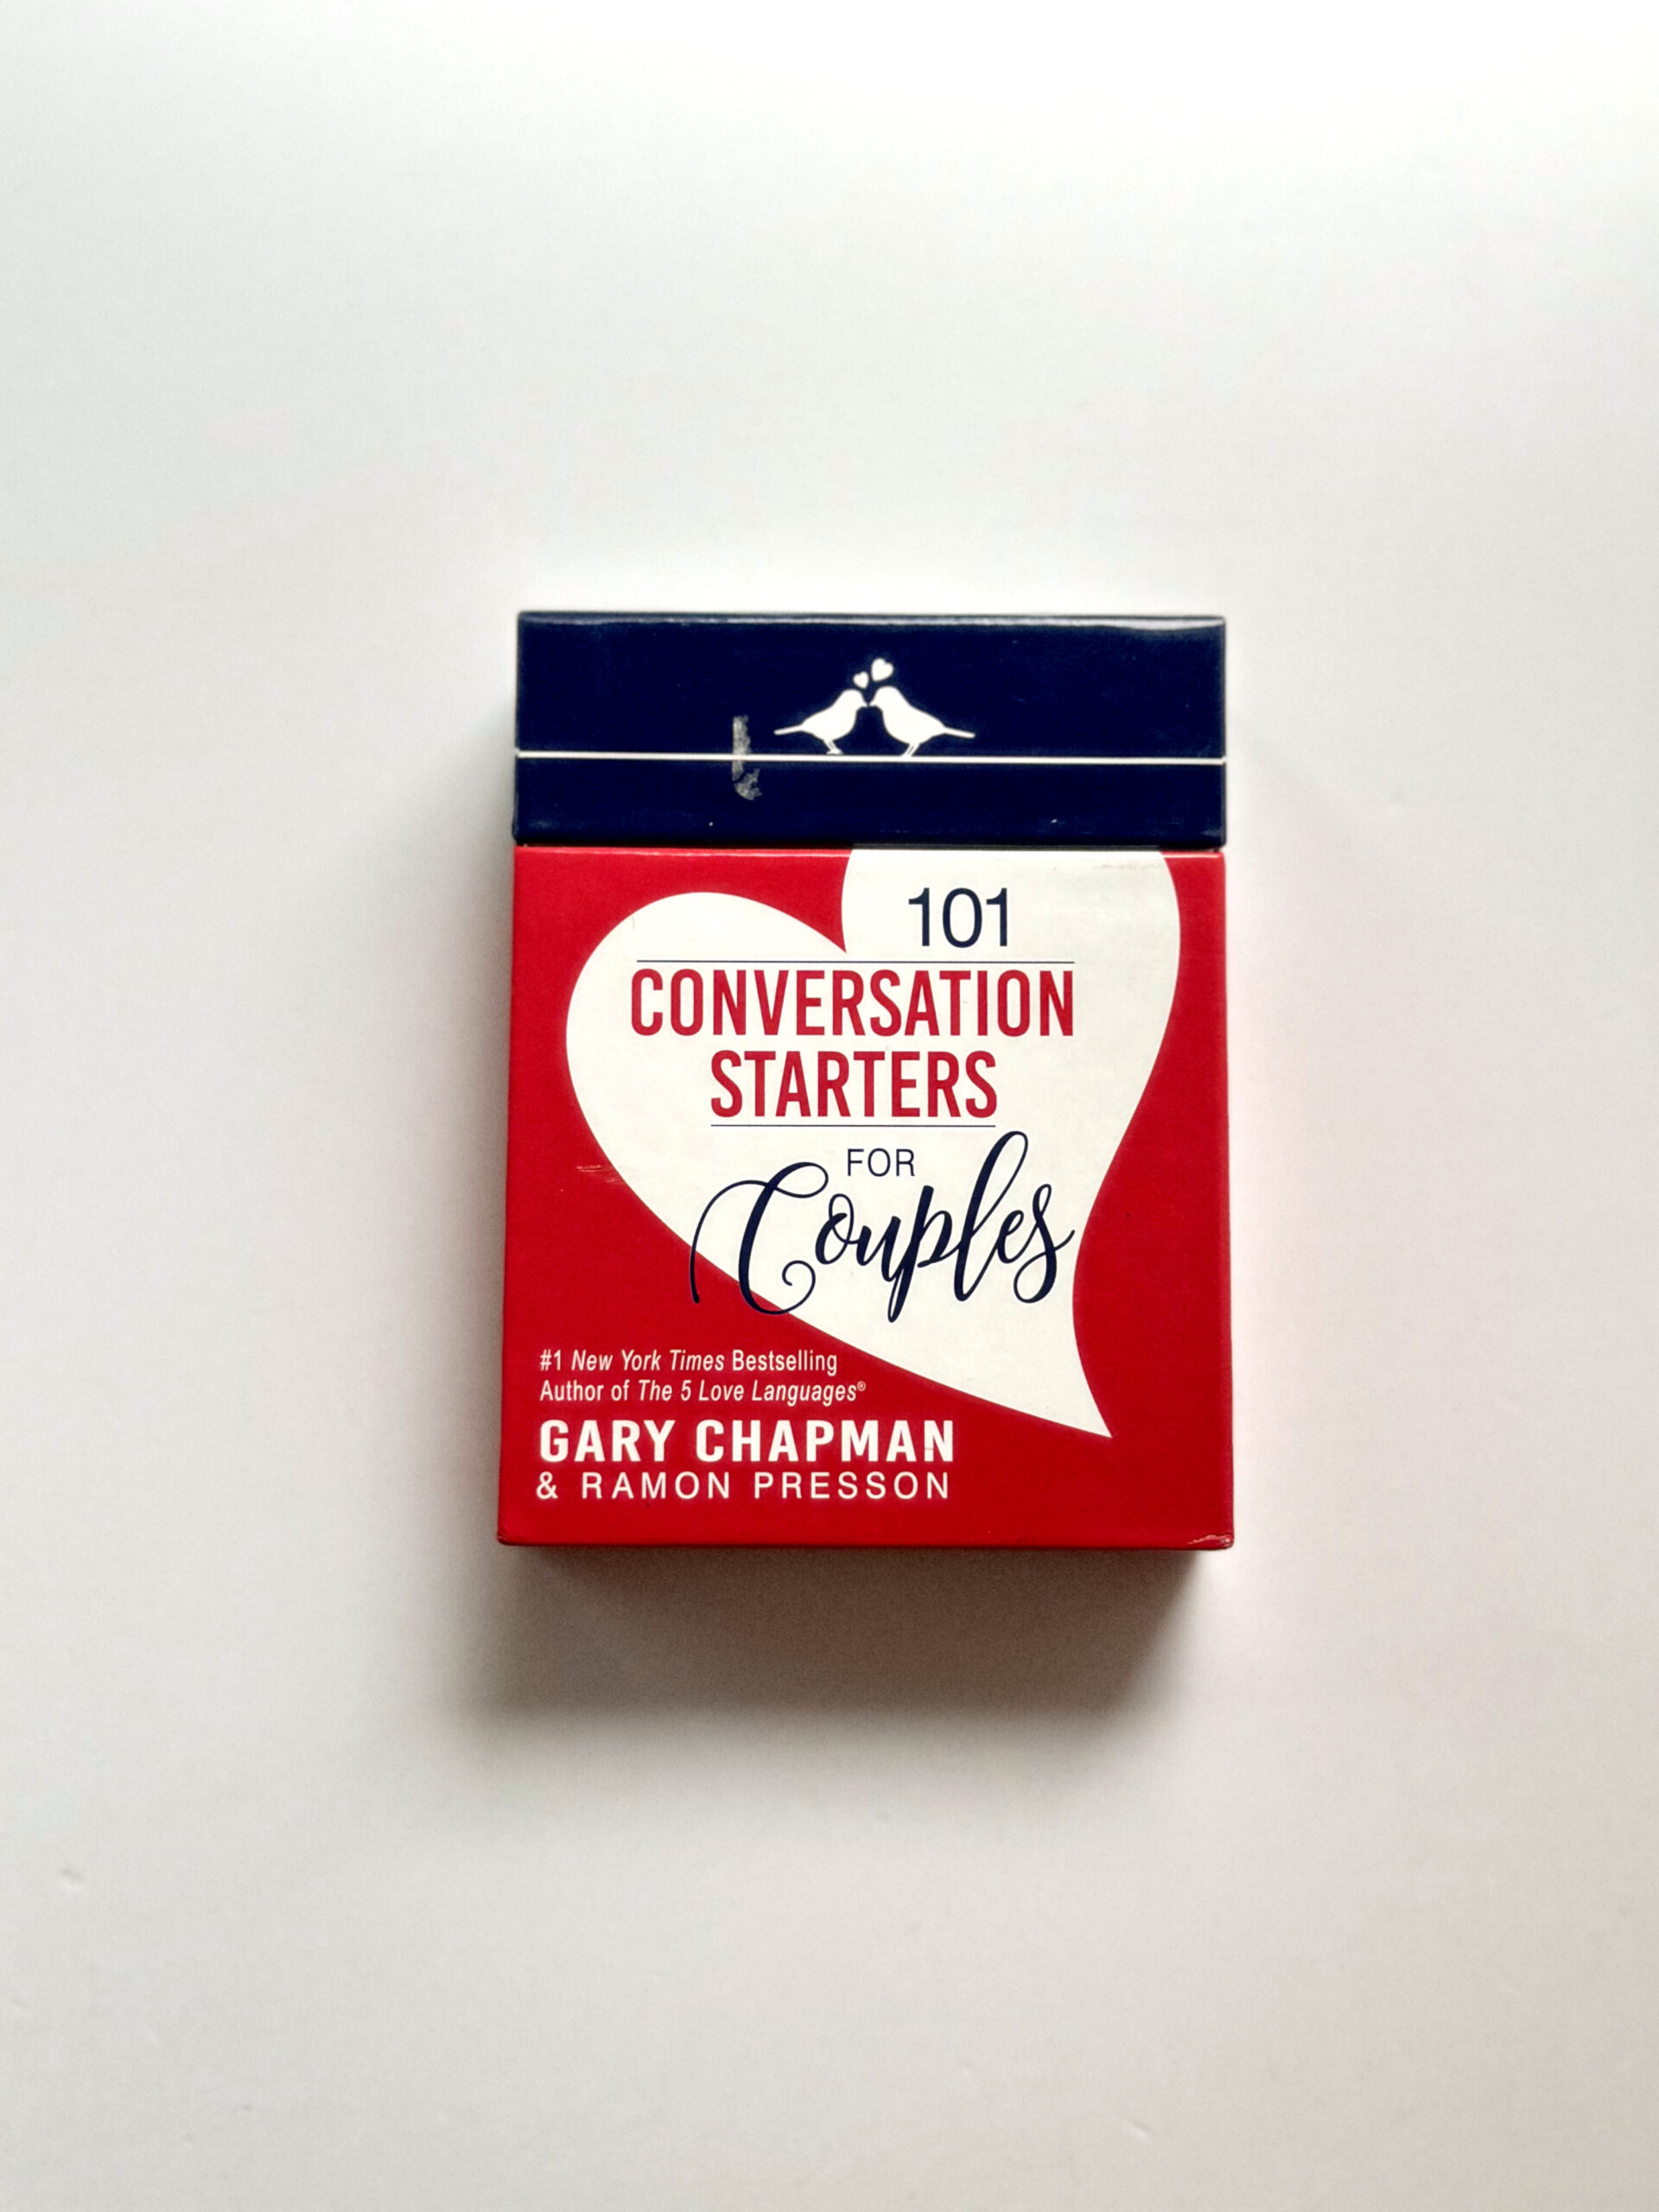 101
CONVERSATION
STARTERS
FOR
Couples
#1 New York Times Bestselling
Author of The 5 Love Languages®
GARY CHAPMAN
& RAMON PRESSON